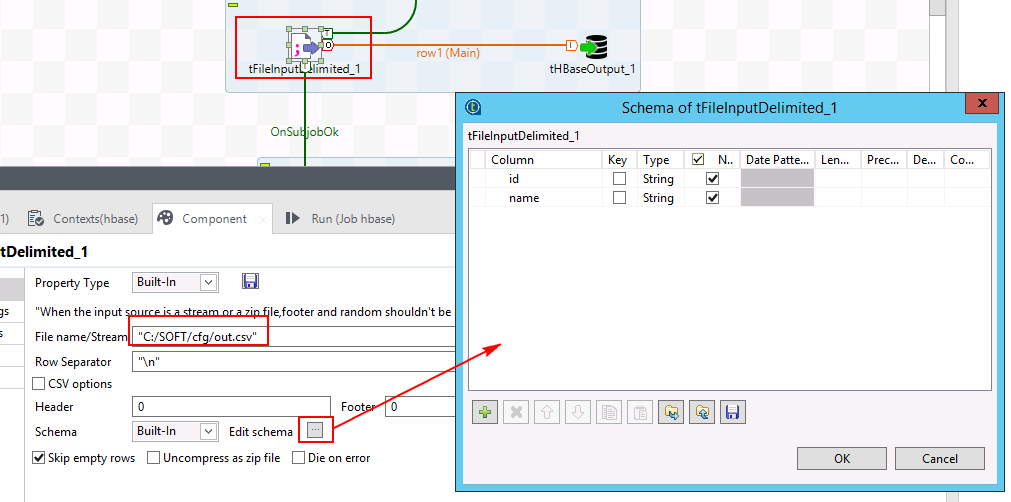 T
O
row1 (Main)
I
tFileInputDelimited_1
tHBaseOutput_1
T
OnSubjobOk
Schema of tFileInputDelimited_1
x
tFileInputDelimited_1
Column Key Type N.. Date Patte... Len... Prec... De... Co...
id String
name String
OK Cancel
1) Contexts(hbase) Component Run (Job hbase)
tDelimited_1
Property Type Built-In
gs "When the input source is a stream or a zip file,footer and random shouldn't be
s File name/Stream "C:/SOFT/cfg/out.csv"
Row Separator "\n"
CSV options
Header 0 Footer 0
Schema Built-In Edit schema ...
Skip empty rows Uncompress as zip file Die on error